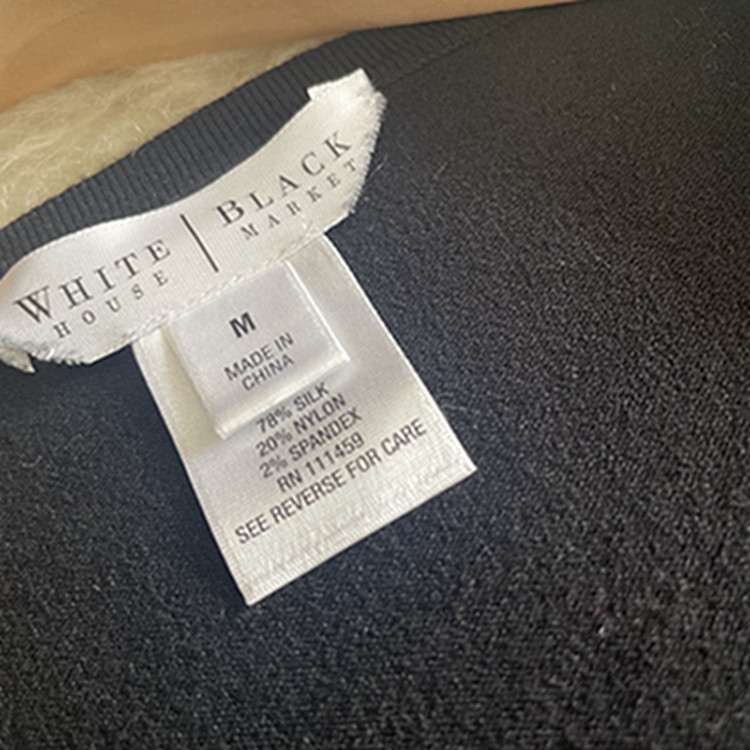 WHITE | BLACK
HOUSE MARKET
M
MADE IN
CHINA
78% SILK
20% NYLON
2% SPANDEX
RN 111459
SEE REVERSE FOR CARE